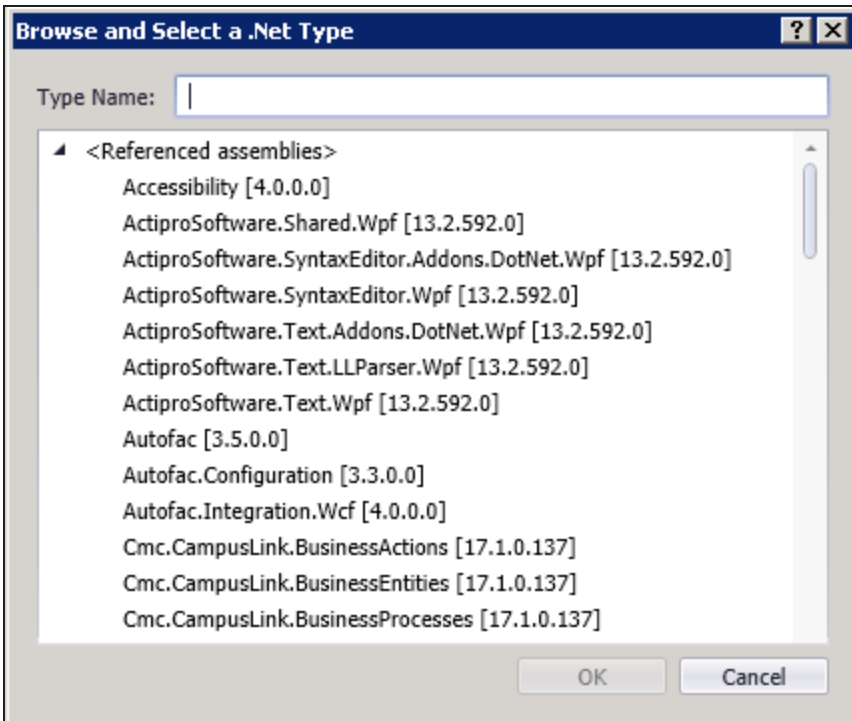 Browse and Select a .Net Type
Type Name:
<Referenced assemblies>
Accessibility [4.0.0.0]
ActiproSoftware.Shared.Wpf [13.2.592.0]
ActiproSoftware.SyntaxEditor.Addons.DotNet.Wpf [13.2.592.0]
ActiproSoftware.SyntaxEditor.Wpf [13.2.592.0]
ActiproSoftware.Text.Addons.DotNet.Wpf [13.2.592.0]
ActiproSoftware.Text.LLParser.Wpf [13.2.592.0]
ActiproSoftware.Text.Wpf [13.2.592.0]
Autofac [3.5.0.0]
Autofac.Configuration [3.3.0.0]
Autofac.Integration.Wcf [4.0.0.0]
Cmc.CampusLink.BusinessActions [17.1.0.137]
Cmc.CampusLink.BusinessEntities [17.1.0.137]
Cmc.CampusLink.BusinessProcesses [17.1.0.137]
OK Cancel